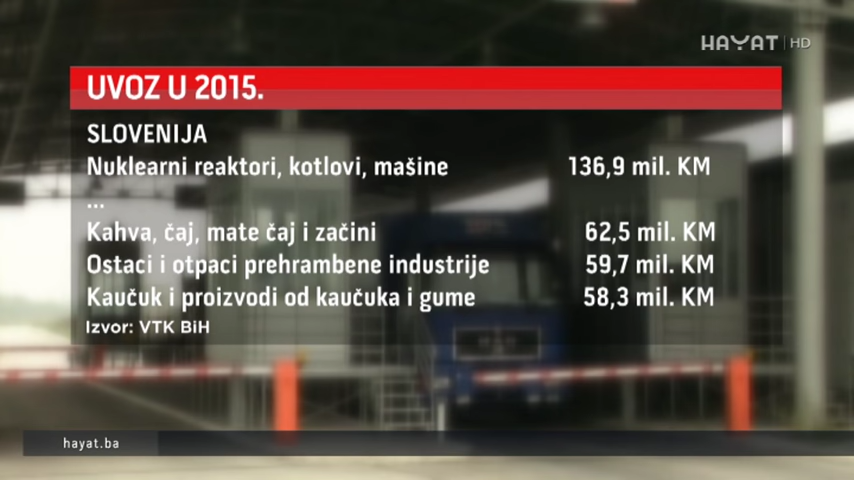 HAYAT HD
UVOZ U 2015.
SLOVENIJA
Nuklearni reaktori, kotlovi, mašine 136,9 mil. KM
...
Kahva, čaj, mate čaj i začini 62,5 mil. KM
Ostaci i otpaci prehrambene industrije 59,7 mil. KM
Kaučuk i proizvodi od kaučuka i gume 58,3 mil. KM
Izvor: VTK BiH
hayat.ba